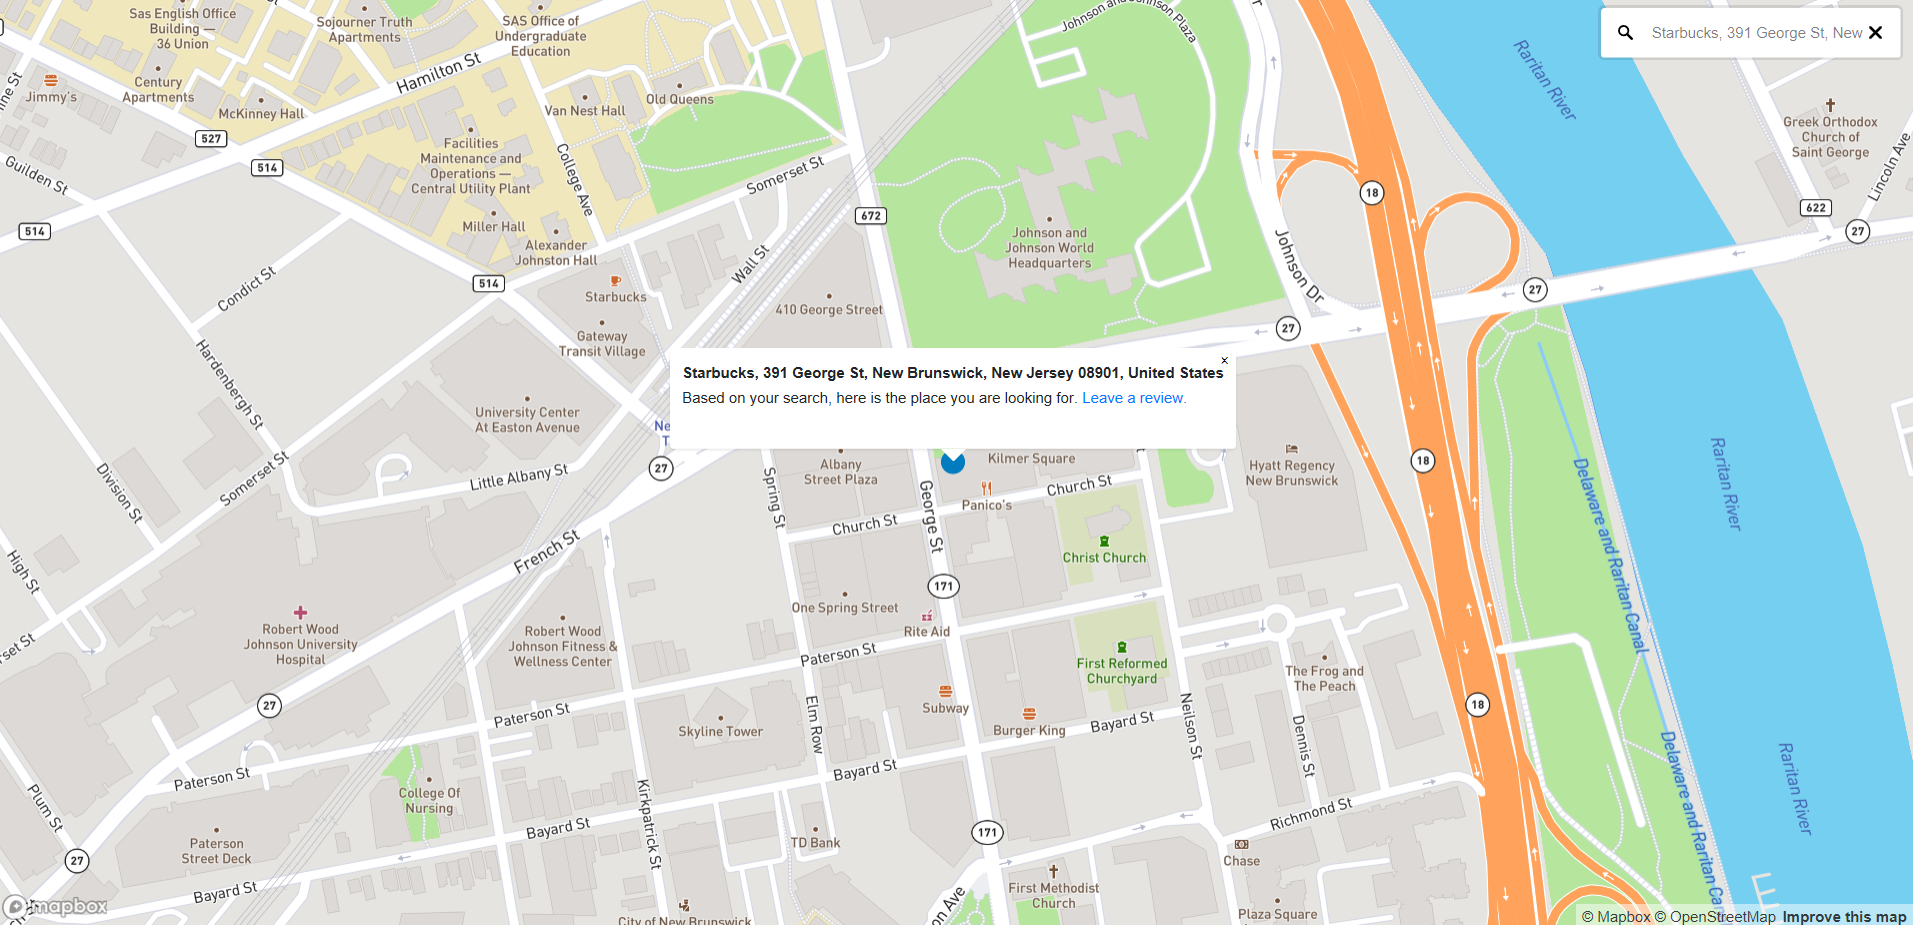 Sas English Office
Building —
36 Union
Sojourner Truth
Apartments
SAS Office of
Undergraduate
Education
Johnson and Johnson Plaza
Raritan River
Starbucks, 391 George St, New
Jimmy's
Century
Apartments
McKinney Hall
Hamilton St
Van Nest Hall
Old Queens
Greek Orthodox
Church of
Saint George
Lincoln Ave
527
514
Guilden St
Facilities
Maintenance and
Operations —
Central Utility Plant
College Ave
Somerset St
18
622
514
Miller Hall
672
27
Alexander
Johnston Hall
Johnson and
Johnson World
Headquarters
Johnson Dr
Wall St
Condict St
514
Starbucks
410 George Street
27
27
Gateway
Transit Village
Hardenbergh St
Starbucks, 391 George St, New Brunswick, New Jersey 08901, United States
Based on your search, here is the place you are looking for. Leave a review.
University Center
At Easton Avenue
Ne
T
27
Little Albany St
Somerset St
Division St
Spring St
Albany
Street Plaza
George St
Kilmer Square
Panico's
Church St
Church St
Hyatt Regency
New Brunswick
18
Raritan River
Delaware and Raritan Canal
High St
French St
Christ Church
171
One Spring Street
Rite Aid
Robert Wood
Johnson University
Hospital
Robert Wood
Johnson Fitness &
Wellness Center
Paterson St
First Reformed
Churchyard
The Frog and
The Peach
rset St
27
Paterson St
Elm Row
Skyline Tower
Subway
Burger King
Bayard St
Neilson St
Dennis St
18
Delaware and Raritan Can
Raritan River
Paterson St
Plum St
College Of
Nursing
Kirkpatrick St
Bayard St
Richmond St
Bayard St
171
TD Bank
Paterson
Street Deck
27
Chase
Bayard St
First Methodist
Church
on Ave
Plaza Square
City of New Brunswick
mapbox
© Mapbox © OpenStreetMap Improve this map